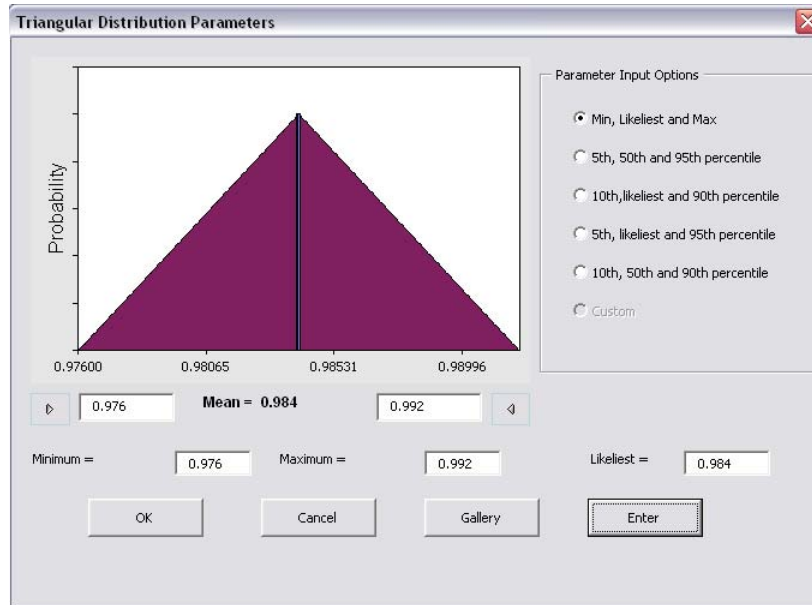 Triangular Distribution Parameters
Probability
0.97600
0.98065
0.98531
0.98996
0.976
Mean = 0.984
0.992
Parameter Input Options
Min, Likeliest and Max
5th, 50th and 95th percentile
10th,likeliest and 90th percentile
5th, likeliest and 95th percentile
10th, 50th and 90th percentile
Custom
Minimum =
0.976
Maximum =
0.992
Likeliest =
0.984
OK
Cancel
Gallery
Enter